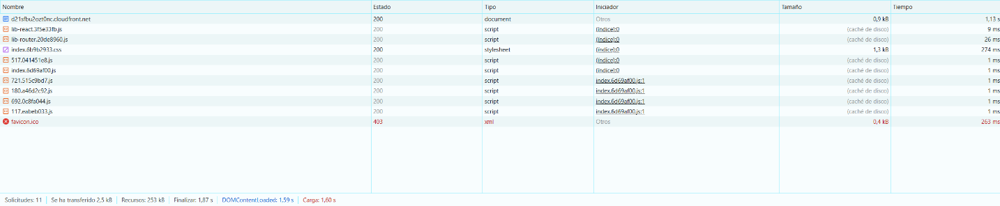 Nombre Estado Tipo Iniciador Tamaño Tiempo
d21sfbu2ozt0nc.cloudfront.net 200 document Otros 0,9 kB 1,13 s
lib-react.3f5e33fb.js 200 script (índice):0 (caché de disco) 9 ms
lib-router.20de8960.js 200 script (índice):0 (caché de disco) 26 ms
index.6b9b2933.css 200 stylesheet (índice):0 1,3 kB 274 ms
517.041451e8.js 200 script (índice):0 (caché de disco) 1 ms
index.6d69af00.js 200 script (índice):0 (caché de disco) 1 ms
721.515c9bd7.js 200 script index.6d69af00.js:1 (caché de disco) 1 ms
180.a46d2c92.js 200 script index.6d69af00.js:1 (caché de disco) 1 ms
692.0c8fa044.js 200 script index.6d69af00.js:1 (caché de disco) 1 ms
117.eabeb033.js 200 script index.6d69af00.js:1 (caché de disco) 1 ms
favicon.ico 403 xml Otros 0,4 kB 263 ms
Solicitudes: 11 Se ha transferido 2,5 kB Recursos: 253 kB Finalizar: 1,87 s DOMContentLoaded: 1,59 s Carga: 1,60 s